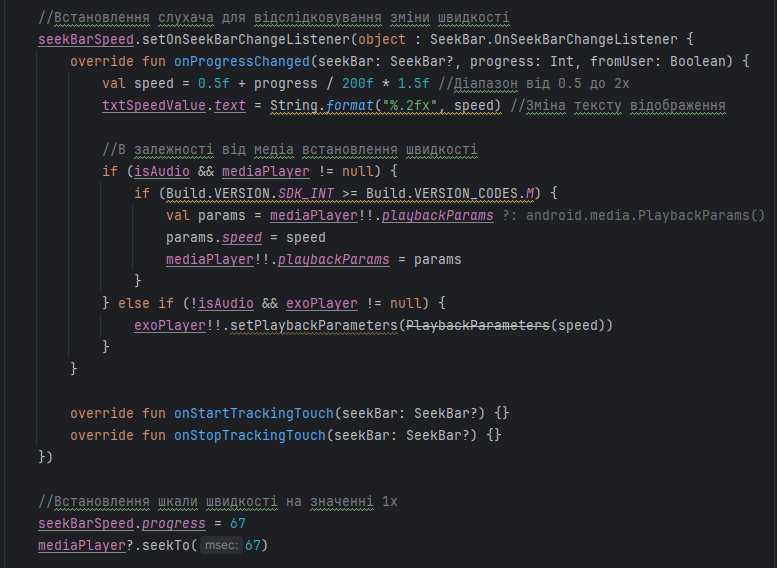 //Встановлення слухача для відслідковування зміни швидкості
seekBarSpeed.setOnSeekBarChangeListener(object : SeekBar.OnSeekBarChangeListener {
override fun onProgressChanged(seekBar: SeekBar?, progress: Int, fromUser: Boolean) {
val speed = 0.5f + progress / 200f * 1.5f //Діапазон від 0.5 до 2x
txtSpeedValue.text = String.format("%.2fx", speed) //Зміна тексту відображення
//В залежності від медіа встановлення швидкості
if (isAudio && mediaPlayer != null) {
if (Build.VERSION.SDK_INT >= Build.VERSION_CODES.M) {
val params = mediaPlayer!!.playbackParams ?: android.media.PlaybackParams()
params.speed = speed
mediaPlayer!!.playbackParams = params
}
} else if (!isAudio && exoPlayer != null) {
exoPlayer!!.setPlaybackParameters(PlaybackParameters(speed))
}
}
override fun onStartTrackingTouch(seekBar: SeekBar?) {}
override fun onStopTrackingTouch(seekBar: SeekBar?) {}
})
//Встановлення шкали швидкості на значенні 1x
seekBarSpeed.progress = 67
mediaPlayer?.seekTo( msec: 67)